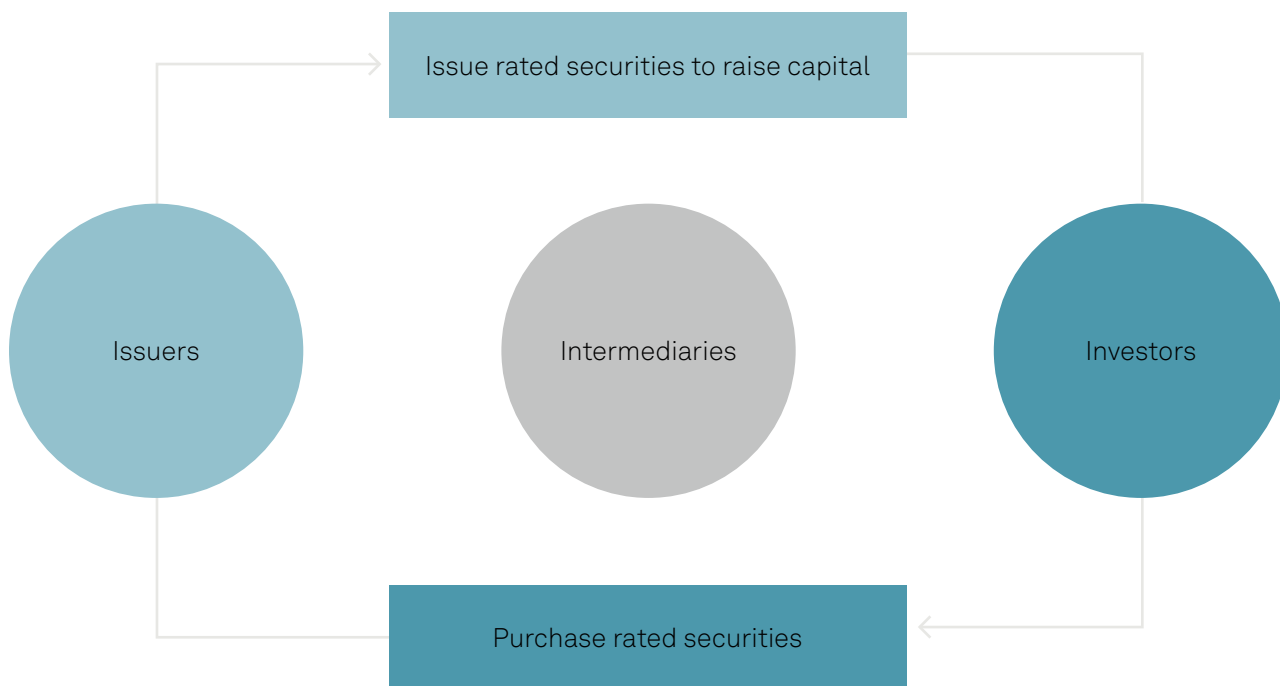 Issue rated securities to raise capital
Issuers
Intermediaries
Investors
Purchase rated securities